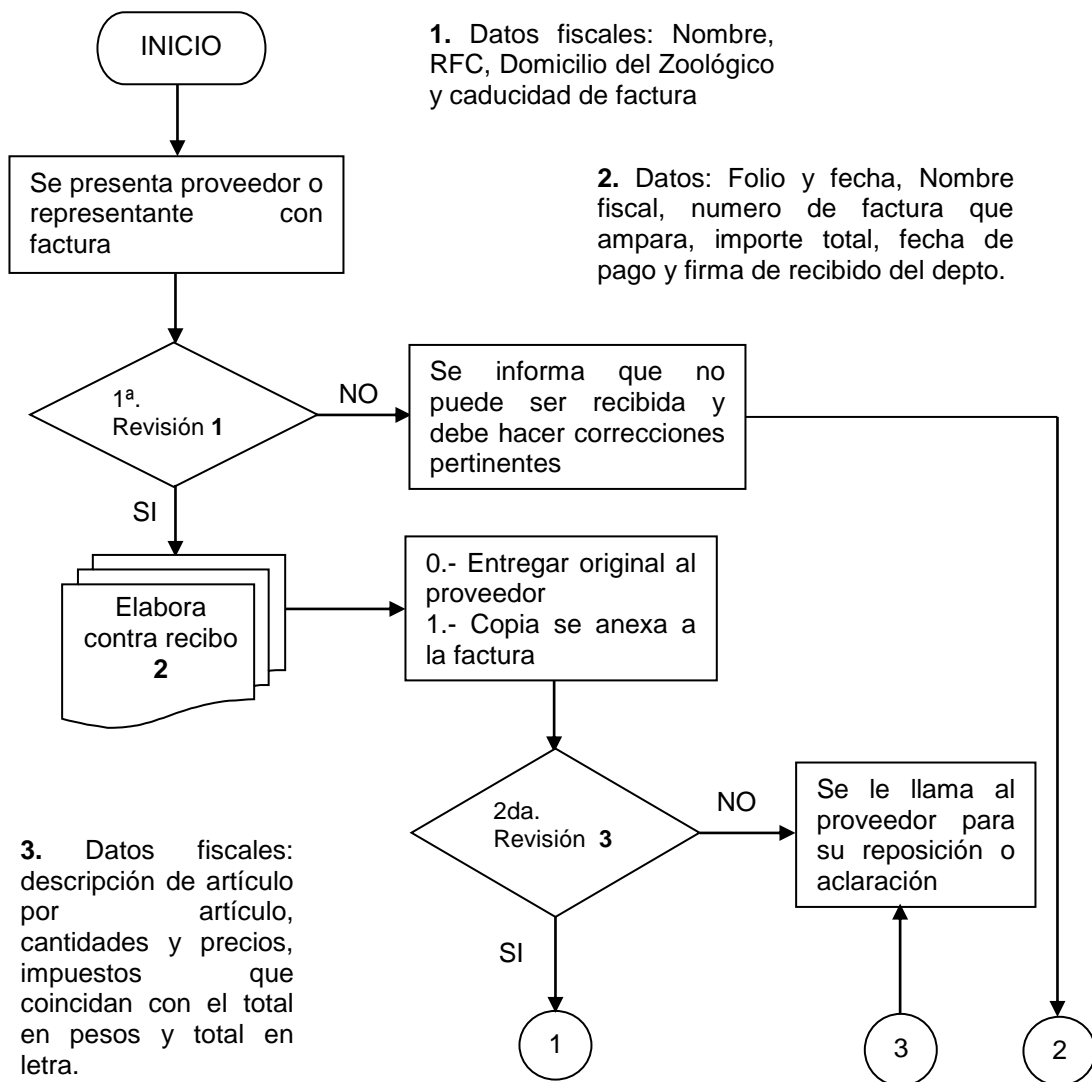 INICIO
1. Datos fiscales: Nombre,
RFC, Domicilio del Zoológico
y caducidad de factura
Se presenta proveedor o
representante con
factura
2. Datos: Folio y fecha, Nombre
fiscal, numero de factura que
ampara, importe total, fecha de
pago y firma de recibido del depto.
1ª.
Revisión 1
NO
Se informa que no
puede ser recibida y
debe hacer correcciones
pertinentes
SI
Elabora
contra recibo
2
0.- Entregar original al
proveedor
1.- Copia se anexa a
la factura
2da.
Revisión 3
NO
Se le llama al
proveedor para
su reposición o
aclaración
3. Datos fiscales:
descripción de artículo
por artículo,
cantidades y precios,
impuestos que
coincidan con el total
en pesos y total en
letra.
SI
1
3
2